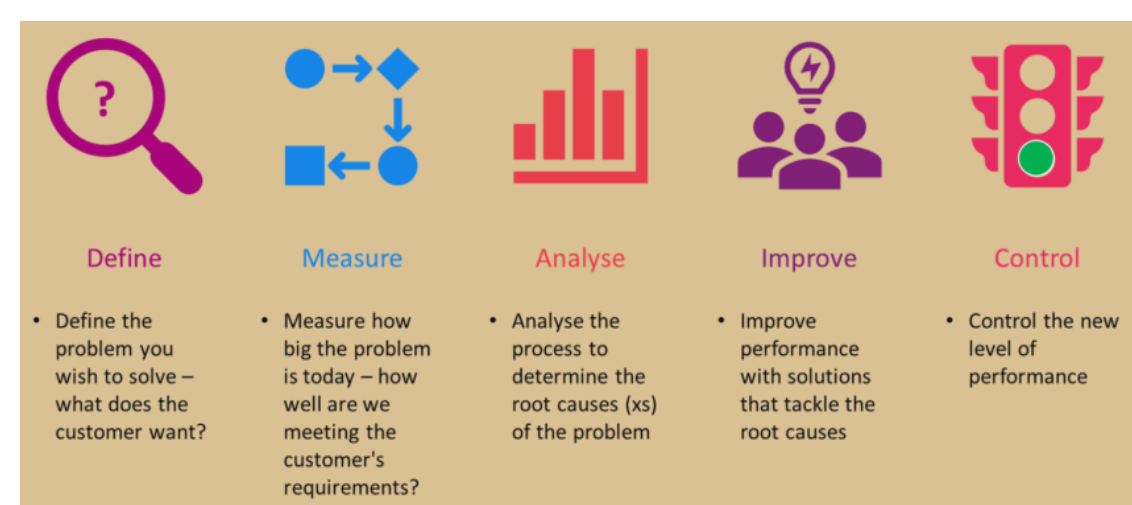 ?
Define
Measure
Analyse
Improve
Control
• Define the
problem you
wish to solve –
what does the
customer want?
• Measure how
big the problem
is today – how
well are we
meeting the
customer's
requirements?
• Analyse the
process to
determine the
root causes (xs)
of the problem
• Improve
performance
with solutions
that tackle the
root causes
• Control the new
level of
performance